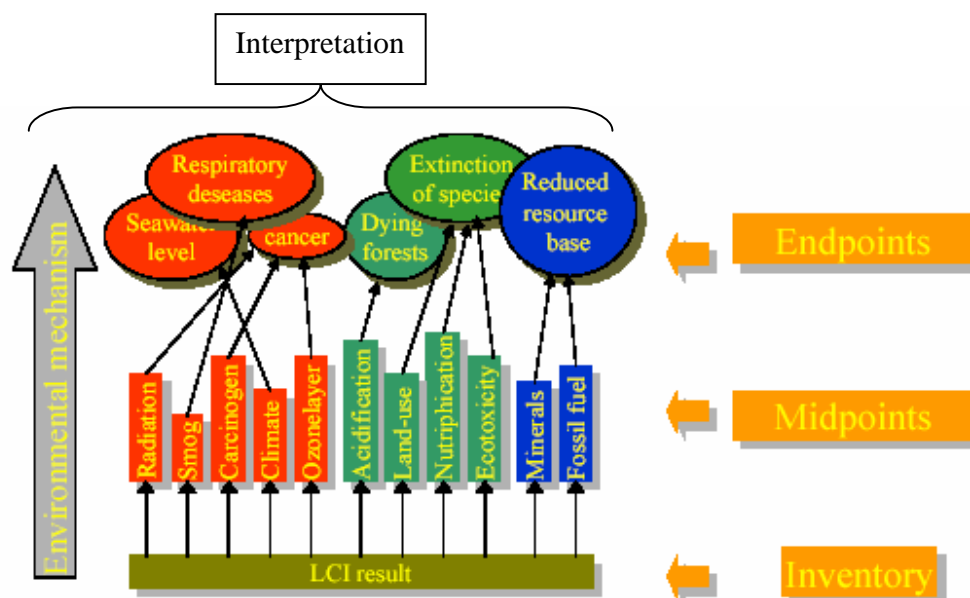 Interpretation
Respiratory
deseases
Seawater
level
cancer
Dying
forests
Extinction
of species
Reduced
resource
base
Endpoints
Environmental mechanism
Radiation
Smog
Carcinogen
Climate
Ozonelayer
Acidification
Land-use
Nutriphication
Ecotoxicity
Minerals
Fossil fuel
Midpoints
LCI result
Inventory